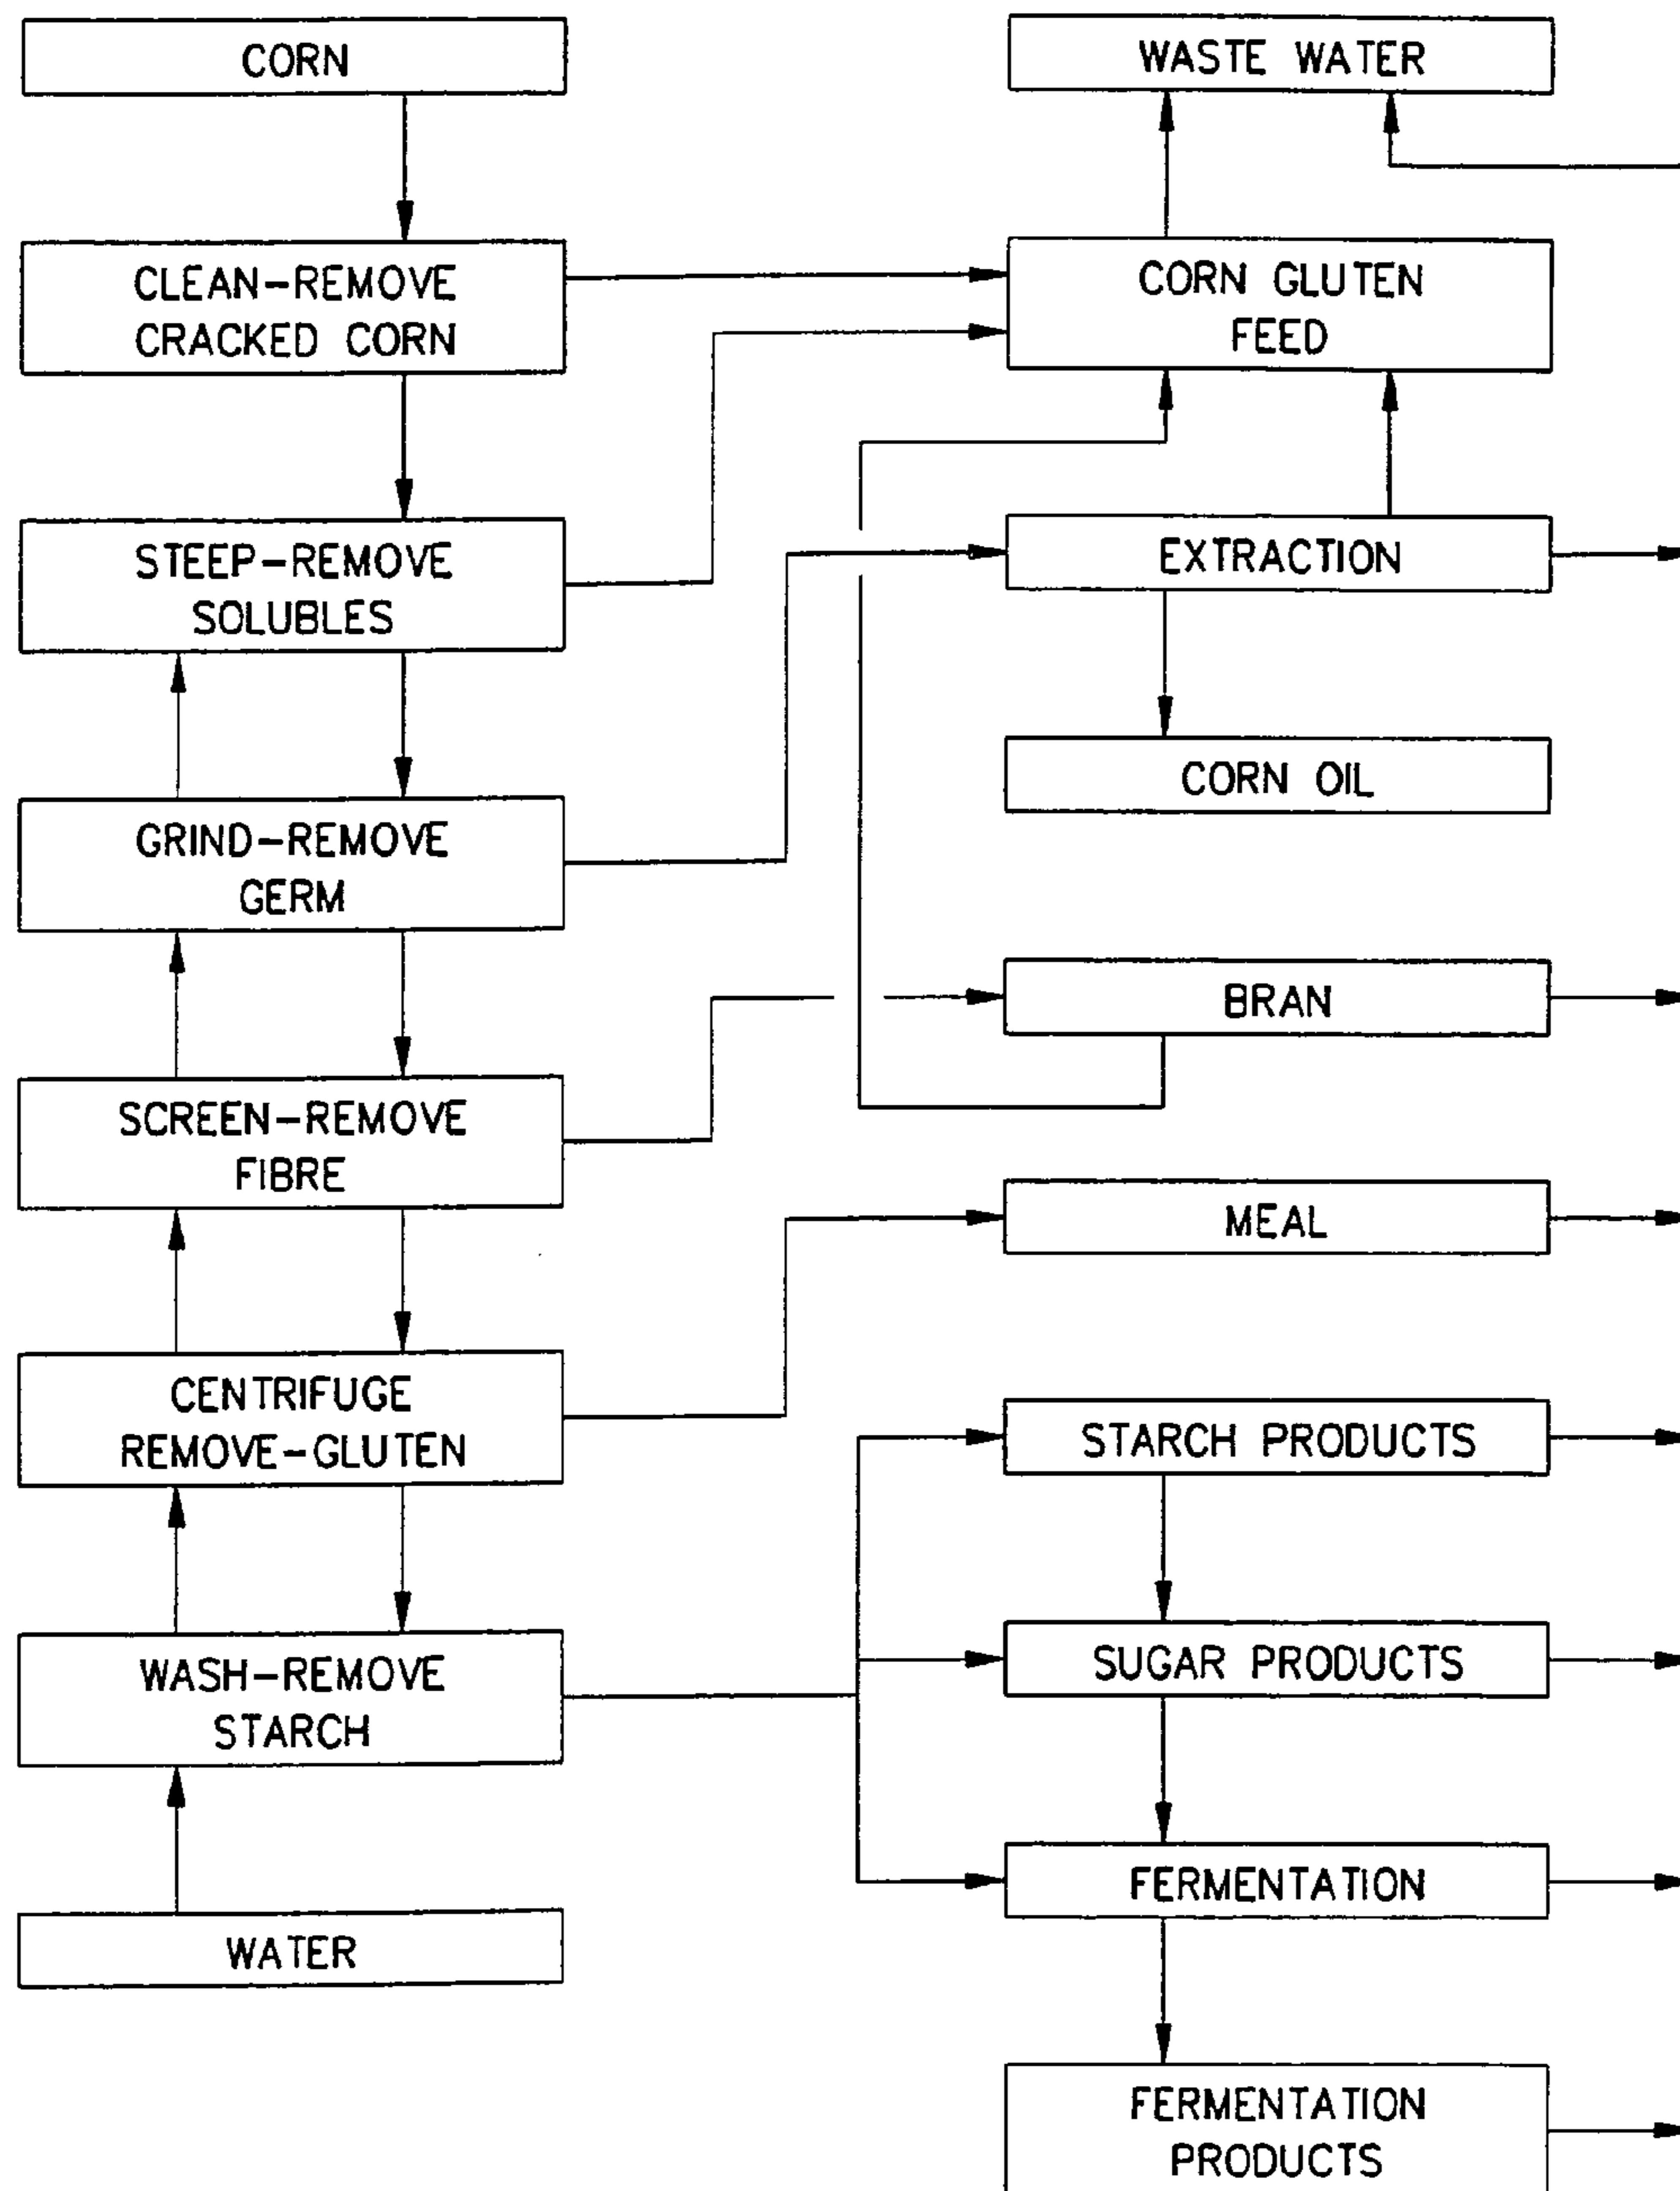 CORN
CLEAN-REMOVE
CRACKED CORN
STEEP-REMOVE
SOLUBLES
GRIND-REMOVE
GERM
SCREEN-REMOVE
FIBRE
CENTRIFUGE
REMOVE-GLUTEN
WASH-REMOVE
STARCH
WATER
WASTE WATER
CORN GLUTEN
FEED
EXTRACTION
CORN OIL
BRAN
MEAL
STARCH PRODUCTS
SUGAR PRODUCTS
FERMENTATION
FERMENTATION
PRODUCTS